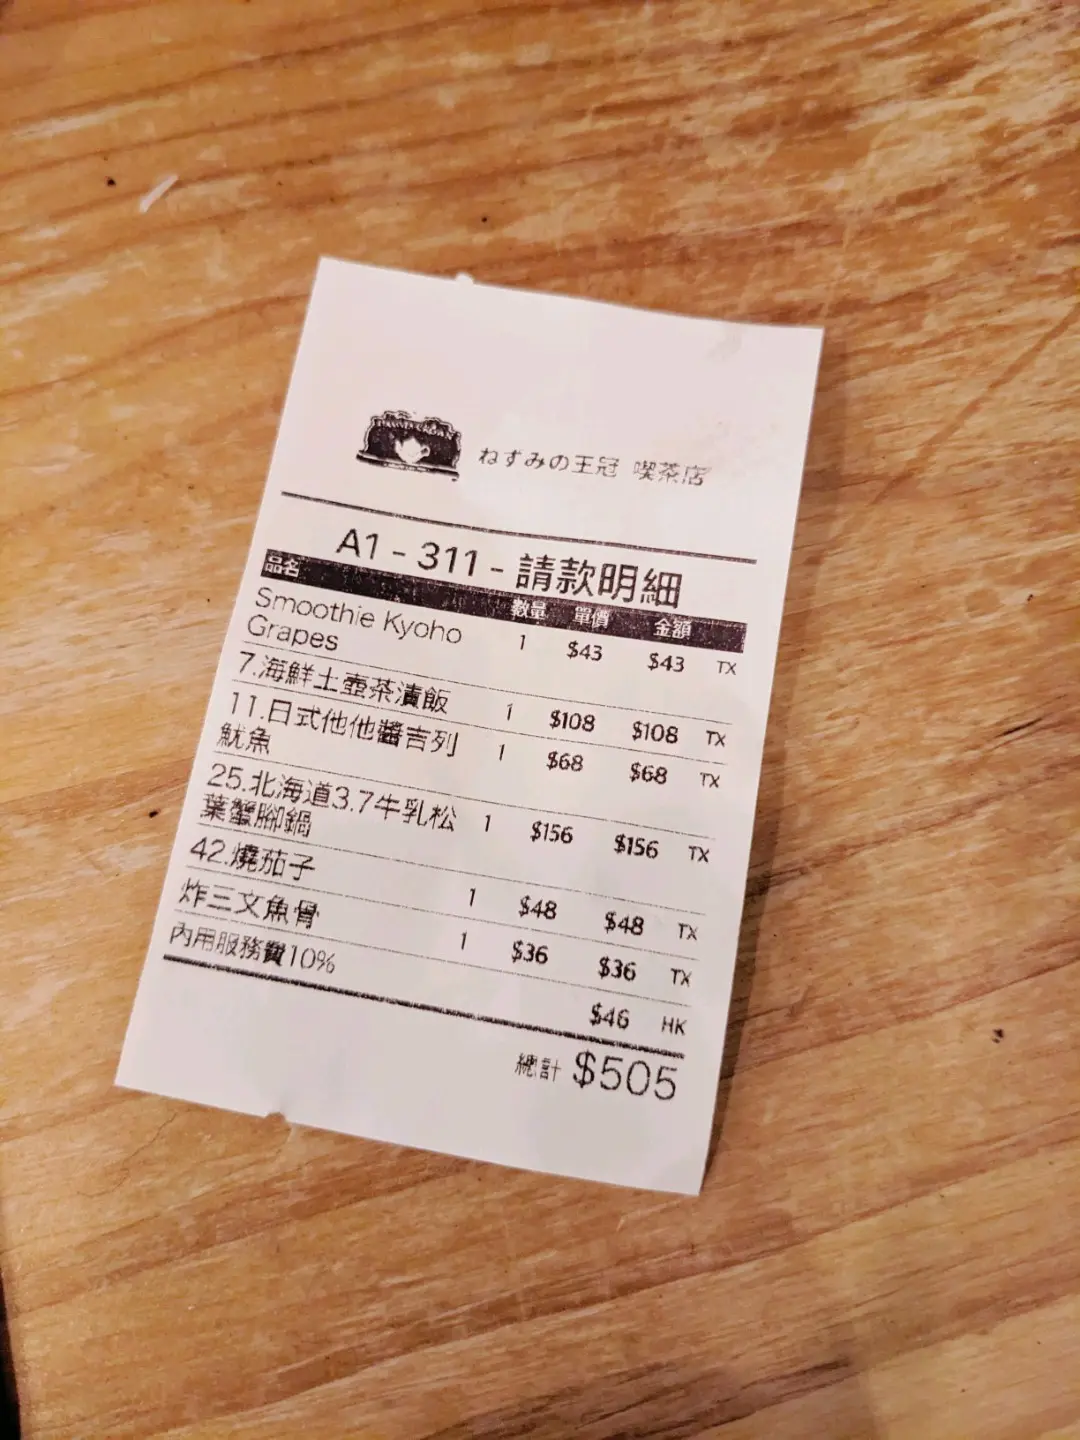 ねずみの王冠 喫茶店
A1 - 311 - 請款明細
品名 數量 單價 金額
Smoothie Kyoho
Grapes 1 $43 $43 TX
7.海鮮土壺茶漬飯 1 $108 $108 TX
11.日式他他醬吉列
魷魚 1 $68 $68 TX
25.北海道3.7牛乳松
葉蟹腳鍋 1 $156 $156 TX
42.燒茄子 1 $48 $48 TX
炸三文魚骨 1 $36 $36 TX
內用服務費10% $46 HK
總計 $505